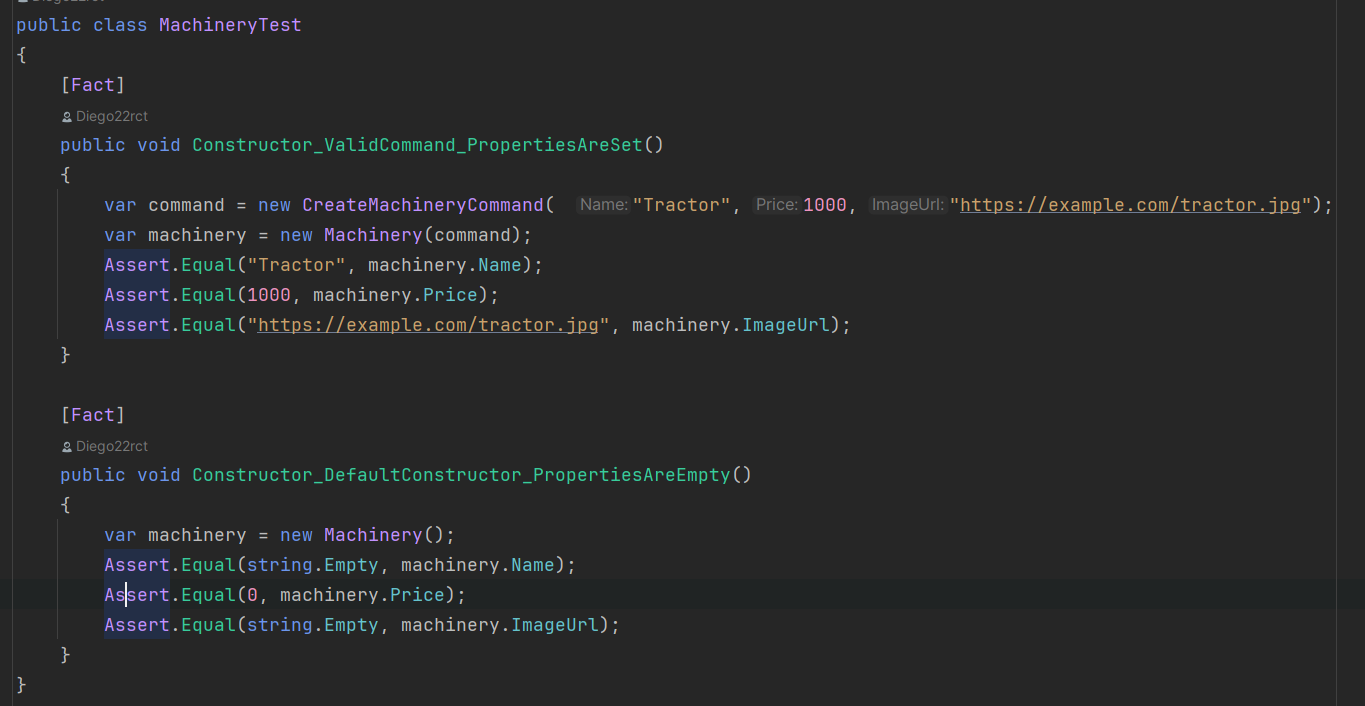 Diego22rct
public class MachineryTest
{
    [Fact]
    Diego22rct
    public void Constructor_ValidCommand_PropertiesAreSet()
    {
        var command = new CreateMachineryCommand( Name: "Tractor", Price: 1000, ImageUrl: "https://example.com/tractor.jpg");
        var machinery = new Machinery(command);
        Assert.Equal("Tractor", machinery.Name);
        Assert.Equal(1000, machinery.Price);
        Assert.Equal("https://example.com/tractor.jpg", machinery.ImageUrl);
    }
    [Fact]
    Diego22rct
    public void Constructor_DefaultConstructor_PropertiesAreEmpty()
    {
        var machinery = new Machinery();
        Assert.Equal(string.Empty, machinery.Name);
        Assert.Equal(0, machinery.Price);
        Assert.Equal(string.Empty, machinery.ImageUrl);
    }
}